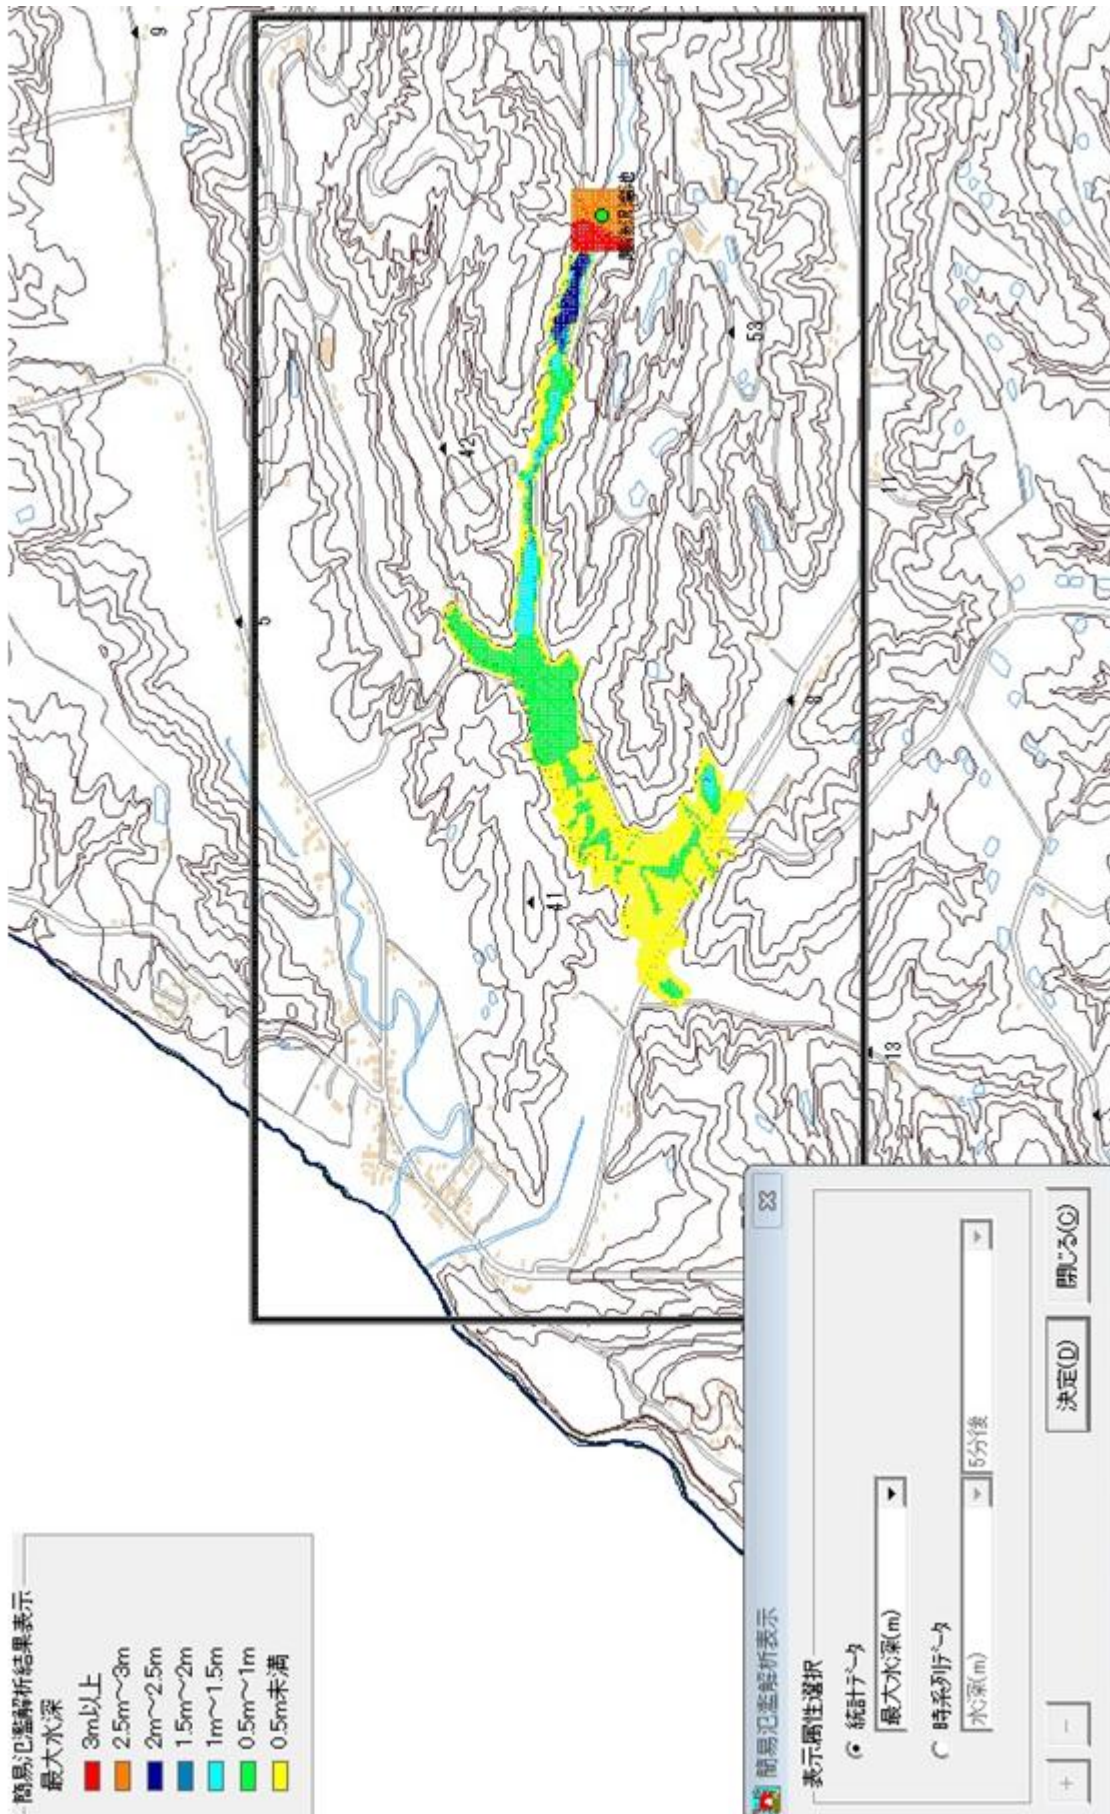 簡易氾濫解析結果表示
最大水深
3m以上
2.5m~3m
2m~2.5m
1.5m~2m
1m~1.5m
0.5m~1m
0.5m未満
9
5
42
53
11
8
41
13
簡易氾濫解析表示
表示属性選択
統計データ
最大水深(m)
時系列データ
水深(m)
5分後
+
-
決定(D)
閉じる(C)